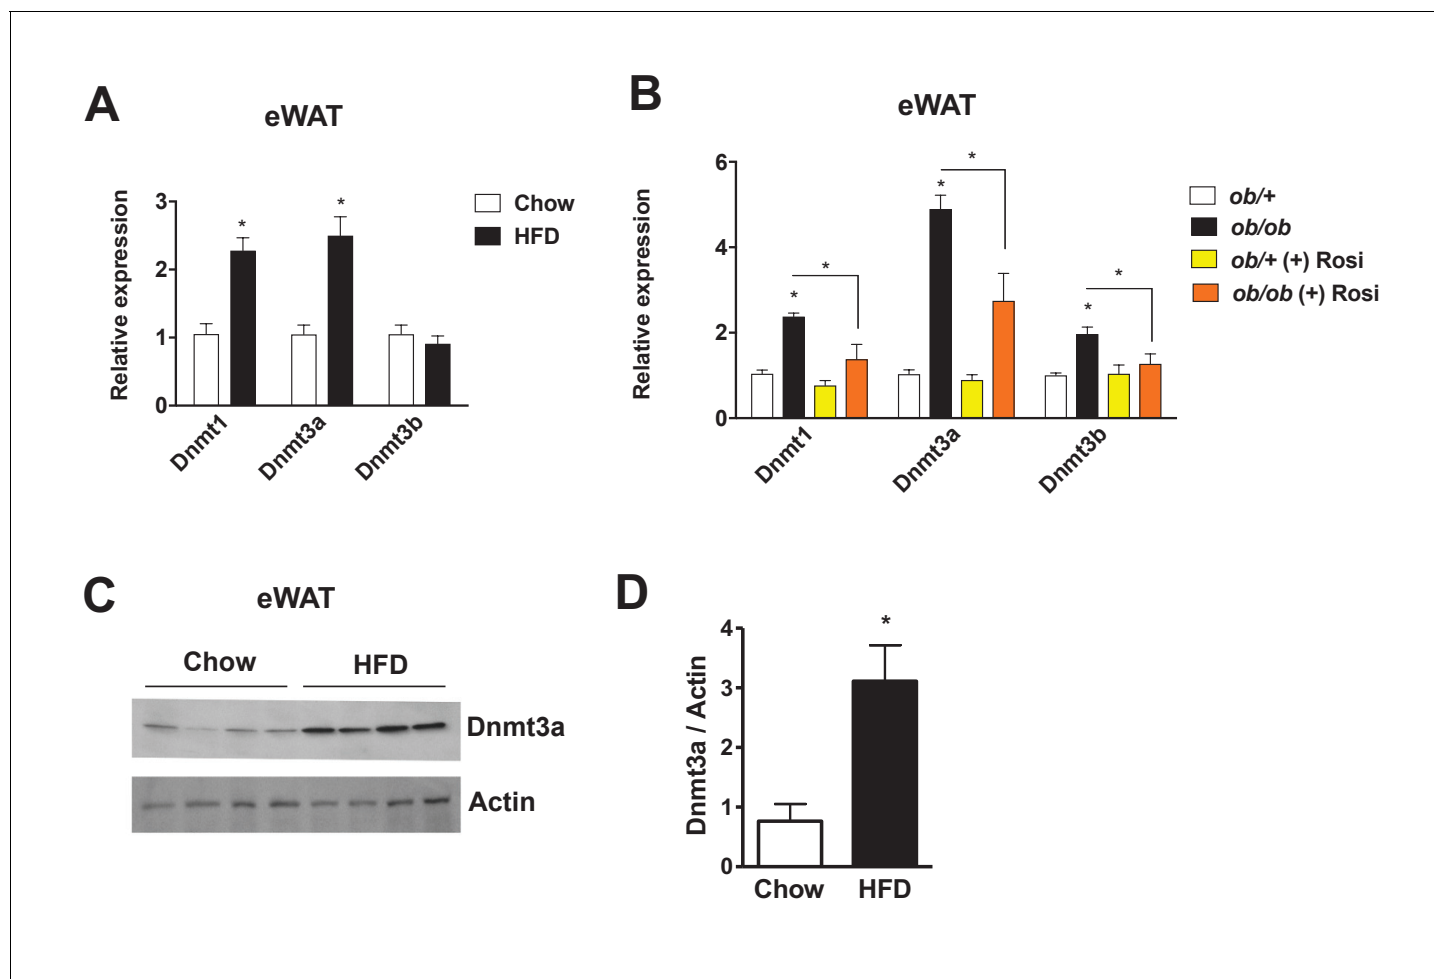 A
eWAT
Relative expression
3
2
1
0
*
*
Chow
HFD
Dnmt1
Dnmt3a
Dnmt3b
B
eWAT
Relative expression
6
4
2
0
*
*
*
*
*
*
ob/+
ob/ob
ob/+ (+) Rosi
ob/ob (+) Rosi
Dnmt1
Dnmt3a
Dnmt3b
C
eWAT
Chow
HFD
Dnmt3a
Actin
D
Dnmt3a / Actin
4
3
2
1
0
*
Chow
HFD